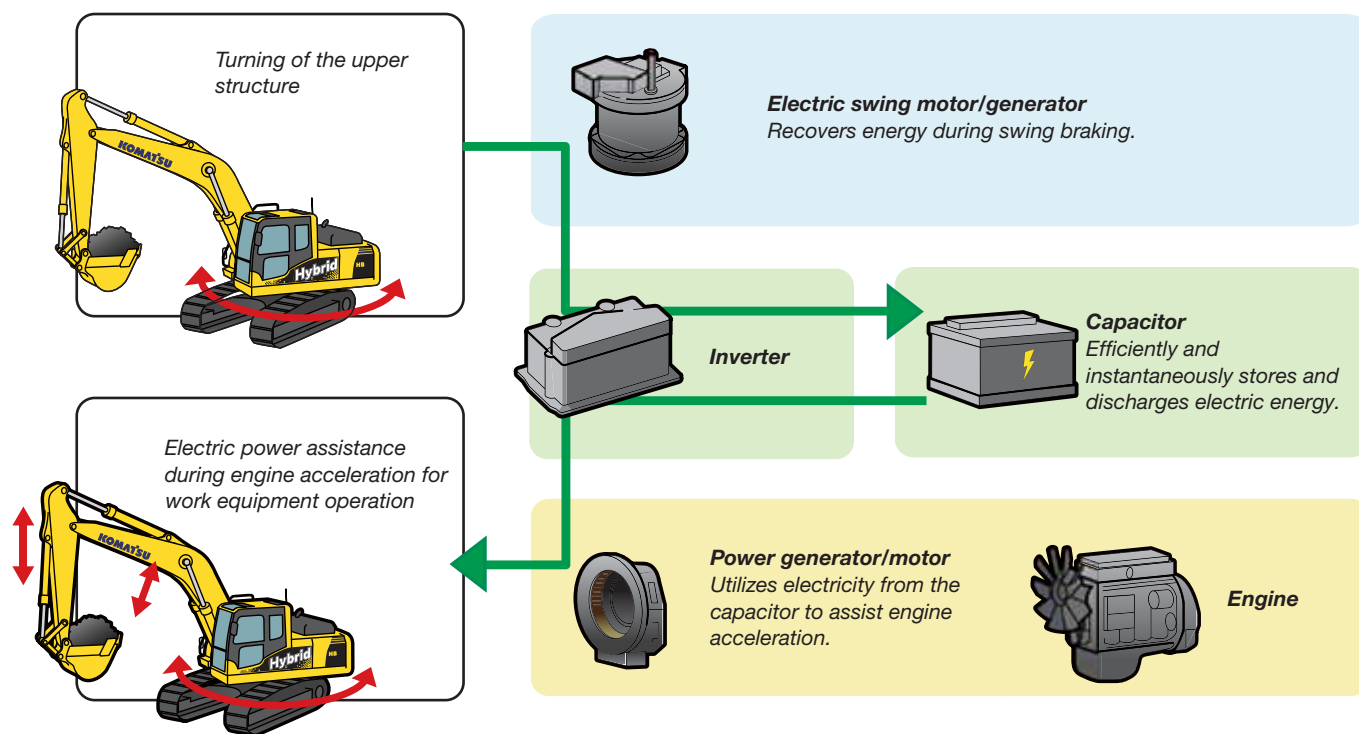 Turning of the upper
structure
KOMATSU
Hybrid
HB
Electric swing motor/generator
Recovers energy during swing braking.
Inverter
Capacitor
Efficiently and
instantaneously stores and
discharges electric energy.
Electric power assistance
during engine acceleration for
work equipment operation
KOMATSU
Hybrid
HB
Power generator/motor
Utilizes electricity from the
capacitor to assist engine
acceleration.
Engine